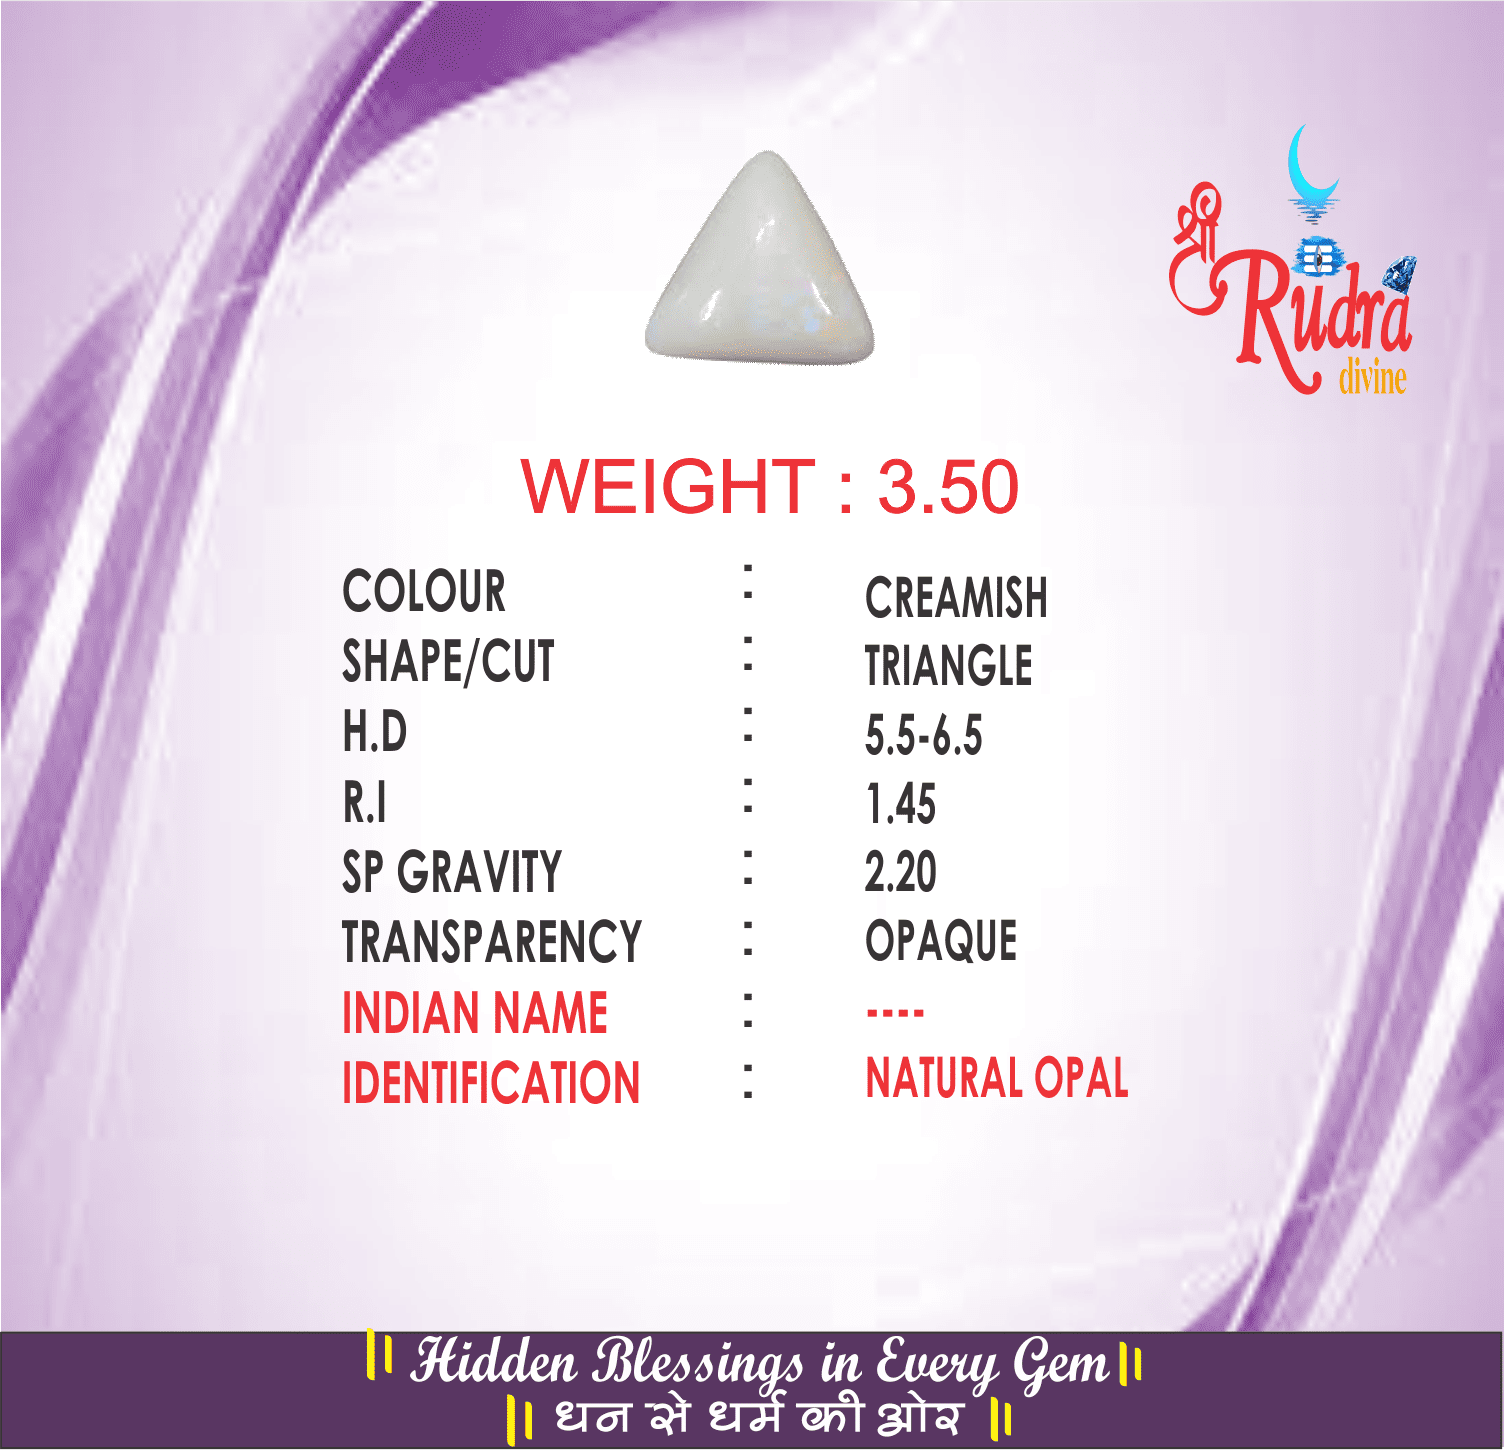 श्री
Rudra
divine
WEIGHT : 3.50
COLOUR : CREAMISH
SHAPE/CUT : TRIANGLE
H.D : 5.5-6.5
R.I : 1.45
SP GRAVITY : 2.20
TRANSPARENCY : OPAQUE
INDIAN NAME : ----
IDENTIFICATION : NATURAL OPAL
|| Hidden Blessings in Every Gem ||
|| धन से धर्म की ओर ||